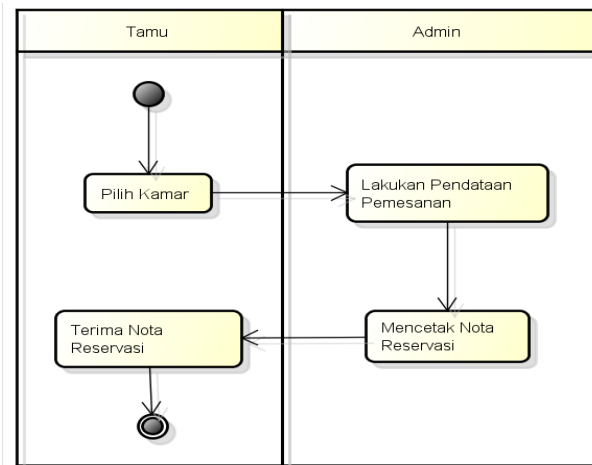 Tamu
Admin
Pilih Kamar
Lakukan Pendataan
Pemesanan
Mencetak Nota
Reservasi
Terima Nota
Reservasi